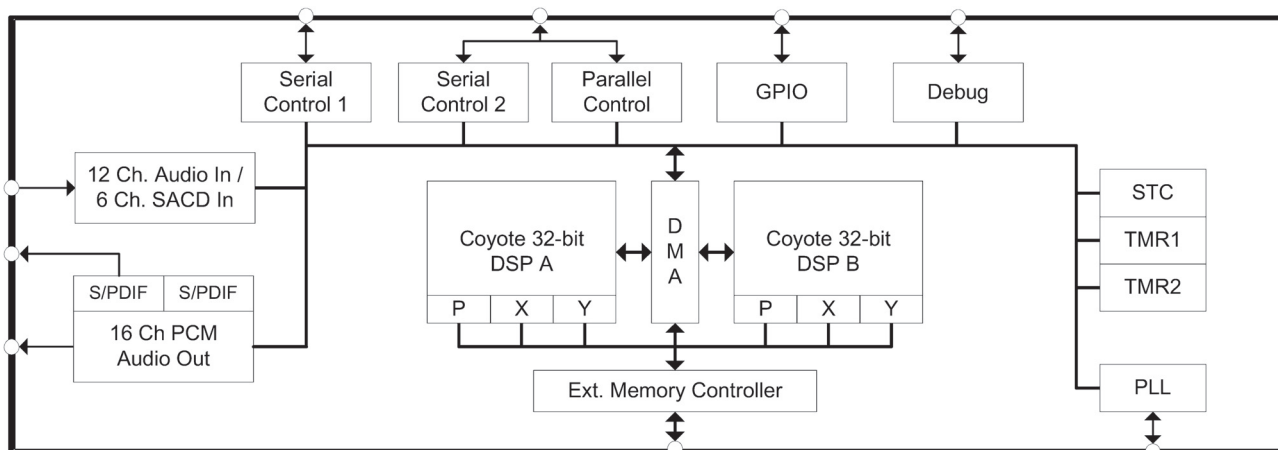 Serial
Control 1
Serial
Control 2
Parallel
Control
GPIO
Debug
12 Ch. Audio In /
6 Ch. SACD In
S/PDIF
S/PDIF
16 Ch PCM
Audio Out
Coyote 32-bit
DSP A
P
X
Y
D
M
A
Coyote 32-bit
DSP B
P
X
Y
Ext. Memory Controller
STC
TMR1
TMR2
PLL